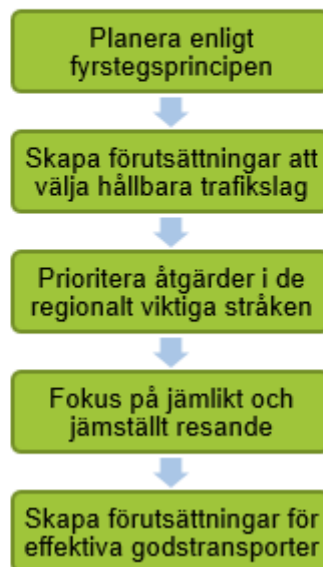 Planera enligt
fyrstegsprincipen
Skapa förutsättningar att
välja hållbara trafikslag
Prioritera åtgärder i de
regionalt viktiga stråken
Fokus på jämlikt och
jämställt resande
Skapa förutsättningar för
effektiva godstransporter